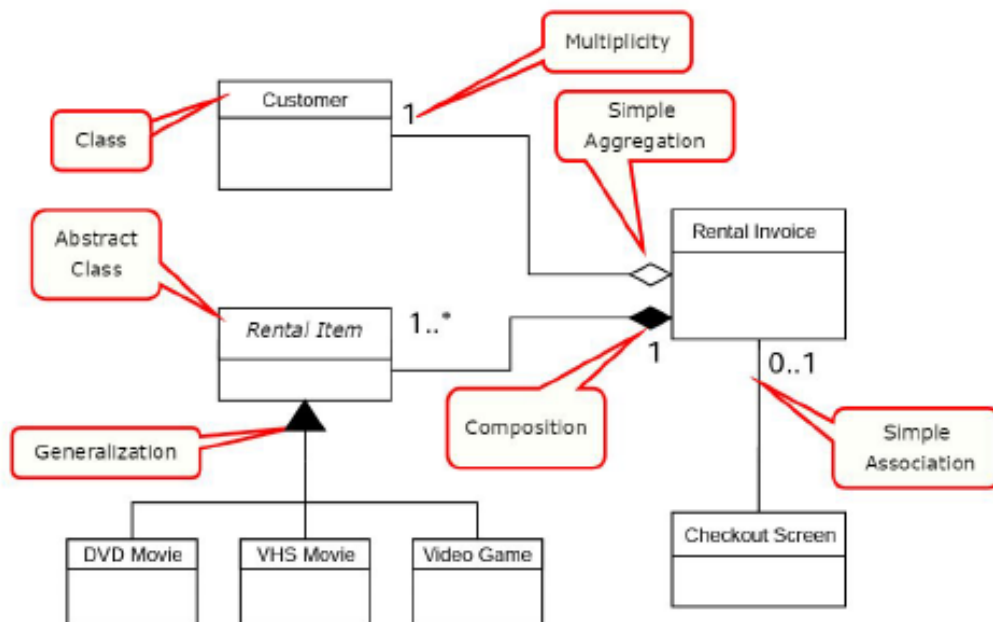 Multiplicity
Customer
1
Class
Simple
Aggregation
Abstract
Class
Rental Invoice
Rental Item
1..*
1
0..1
Generalization
Composition
Simple
Association
DVD Movie
VHS Movie
Video Game
Checkout Screen